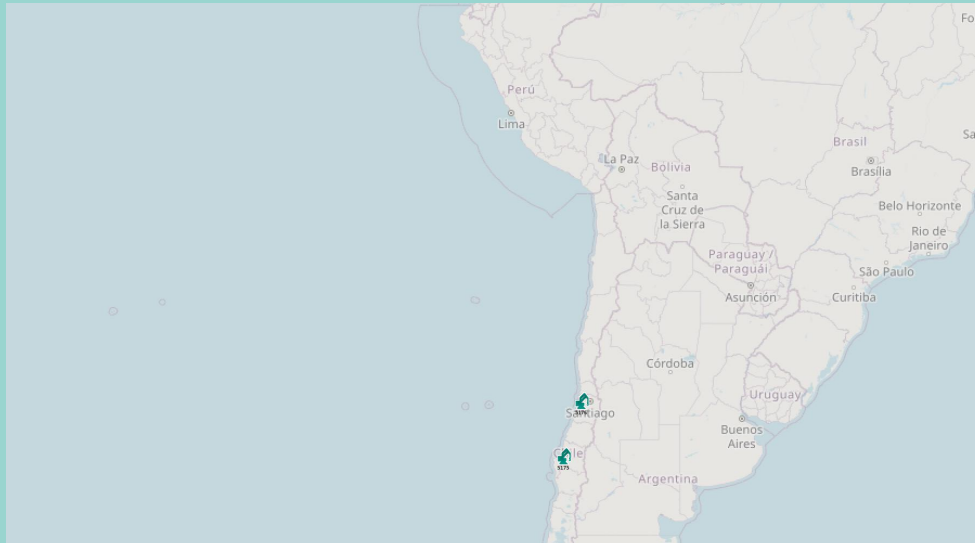 Fo
Perú
Lima
Brasil
Sa
La Paz
Bolivia
Brasília
Santa
Cruz de
la Sierra
Belo Horizonte
Rio de
Janeiro
Paraguay /
Paraguái
São Paulo
Asunción
Curitiba
Córdoba
Uruguay
Santiago
Buenos
Aires
5175
Argentina